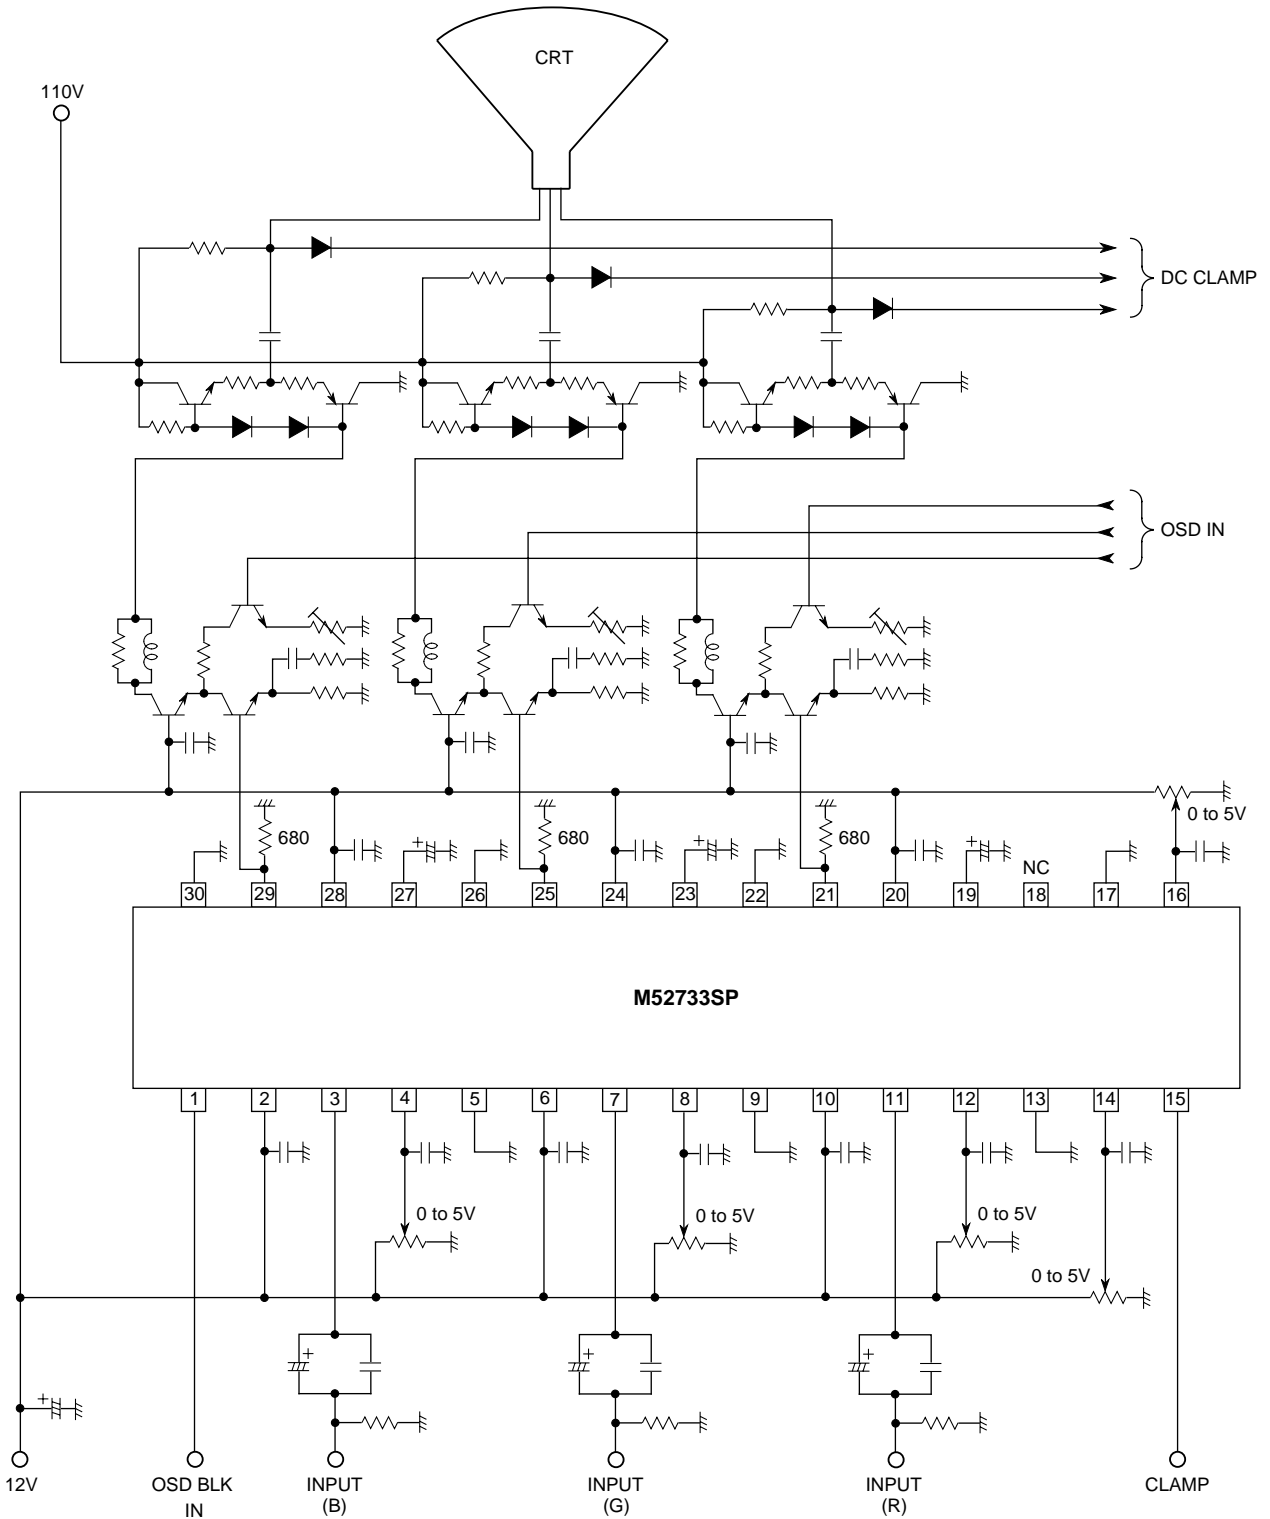 CRT
110V
DC CLAMP
OSD IN
0 to 5V
680
680
680
+
+
+
NC
30 29 28 27 26 25 24 23 22 21 20 19 18 17 16
M52733SP
1 2 3 4 5 6 7 8 9 10 11 12 13 14 15
0 to 5V
0 to 5V
0 to 5V
0 to 5V
+
+
+
+
12V
OSD BLK
IN
INPUT
(B)
INPUT
(G)
INPUT
(R)
CLAMP